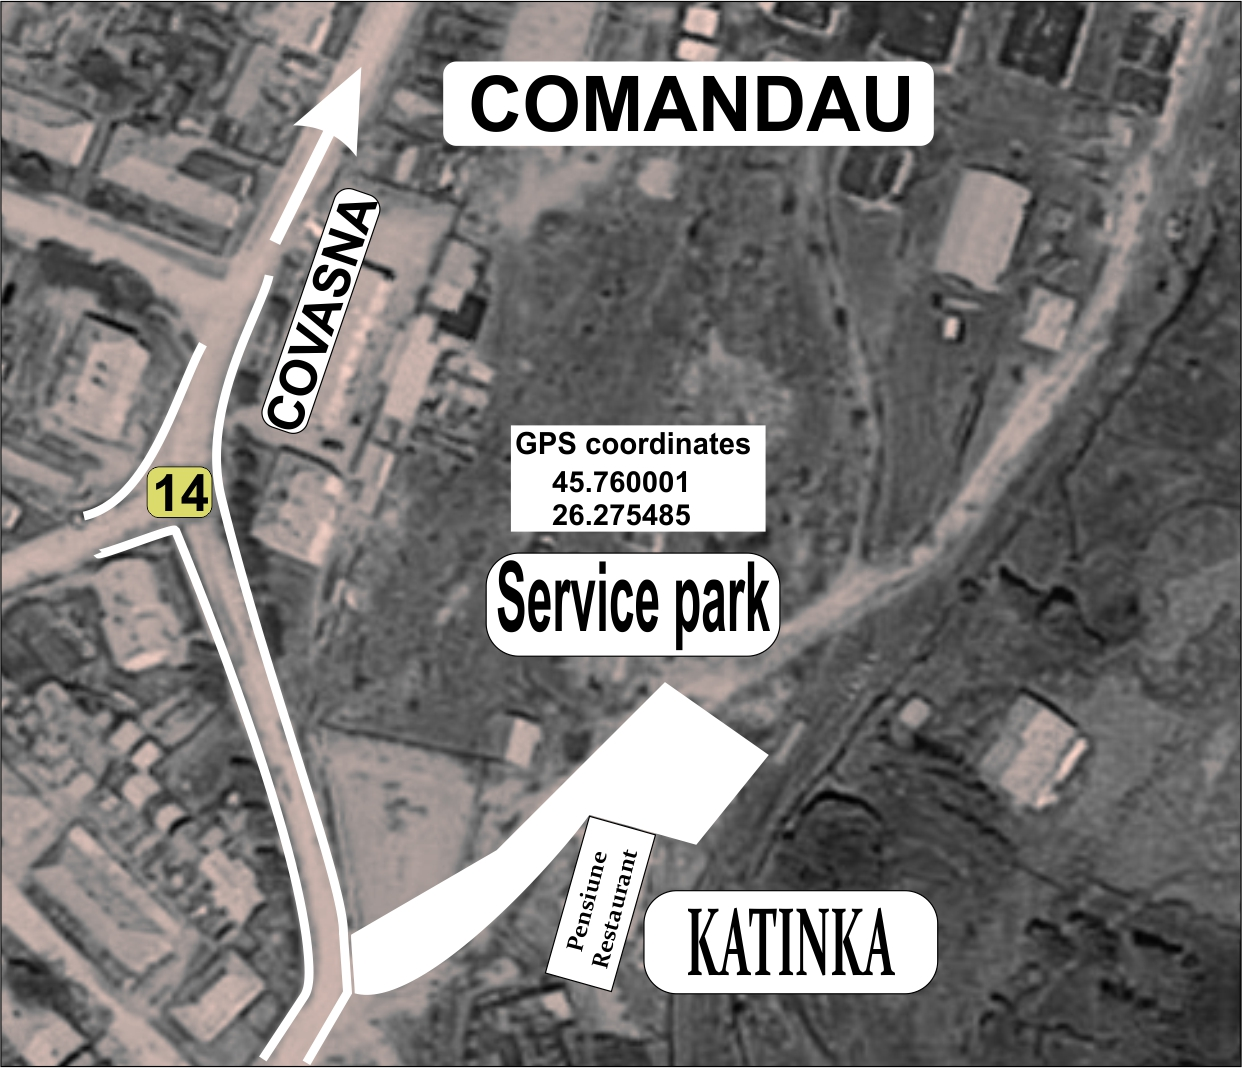 COMANDAU
COVASNA
GPS coordinates
45.760001
26.275485
14
Service park
Pensiune
Restaurant
KATINKA